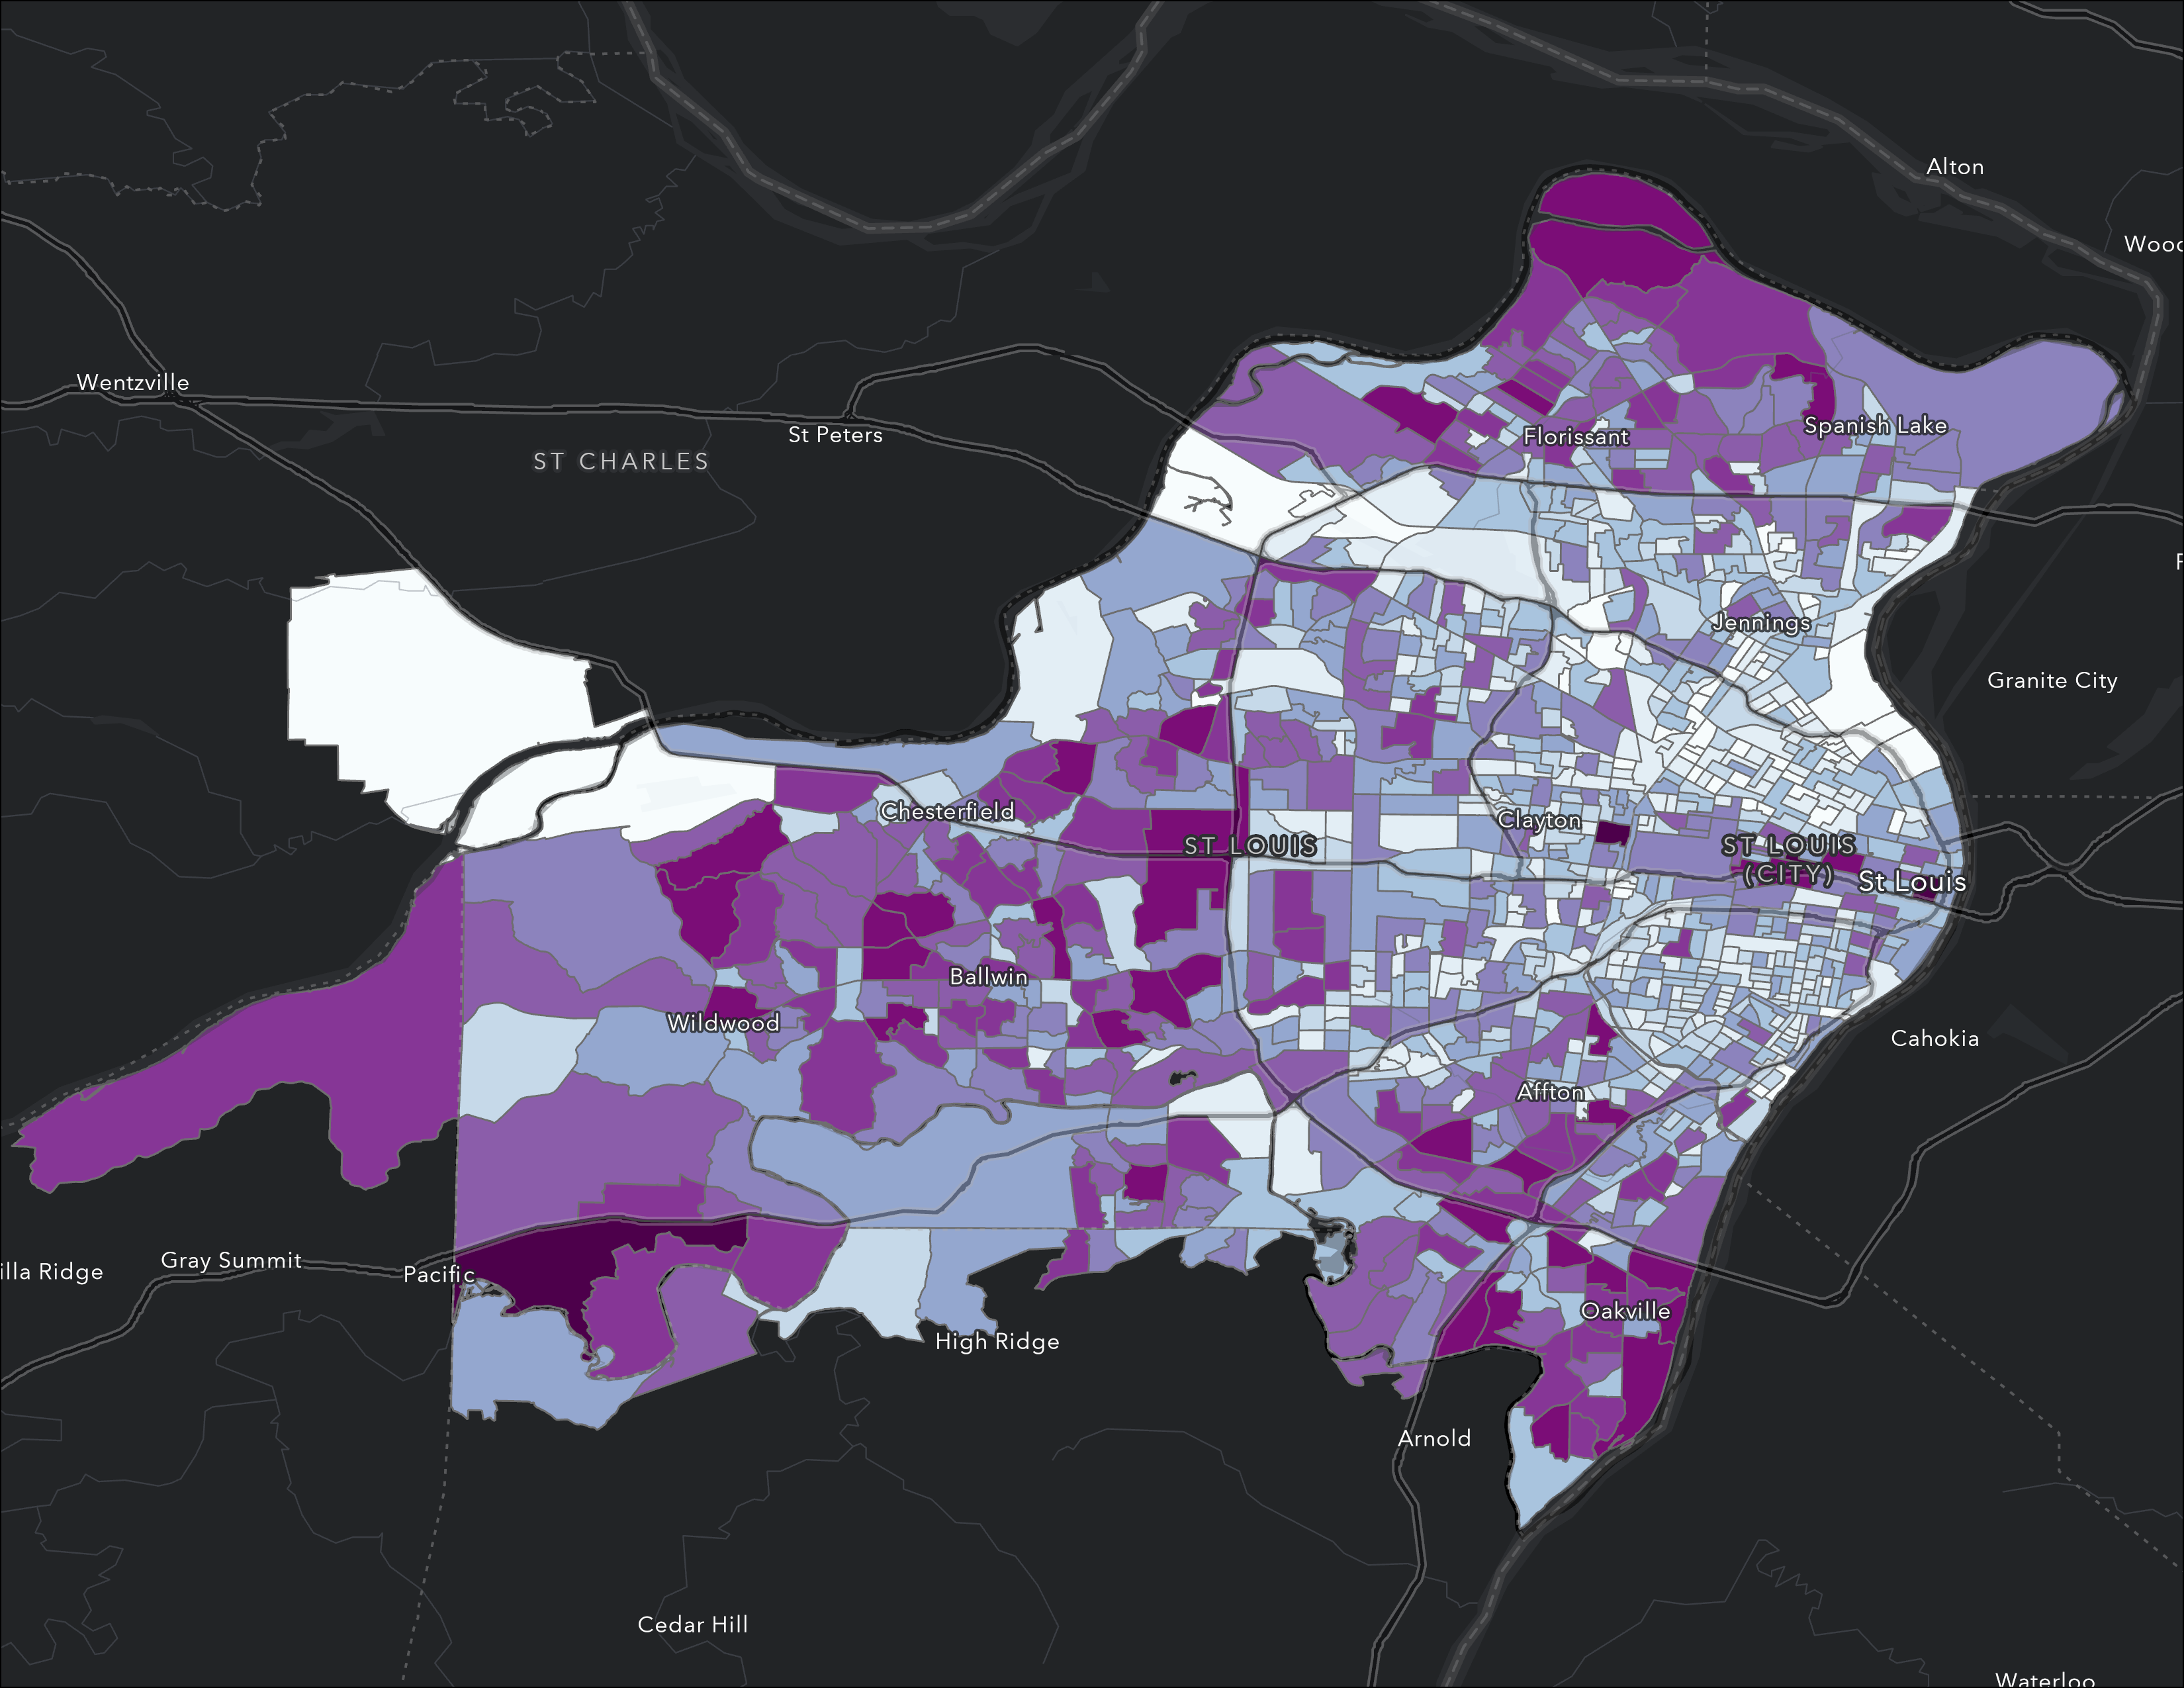 Alton
Wood
Wentzville
St Peters
ST CHARLES
Spanish Lake
Florissant
Jennings
Granite City
Chesterfield
Clayton
ST LOUIS
ST LOUIS
(CITY)
St Louis
Ballwin
Wildwood
Cahokia
Affton
Gray Summit
illa Ridge
Pacific
Oakville
High Ridge
Arnold
Cedar Hill
Waterloo